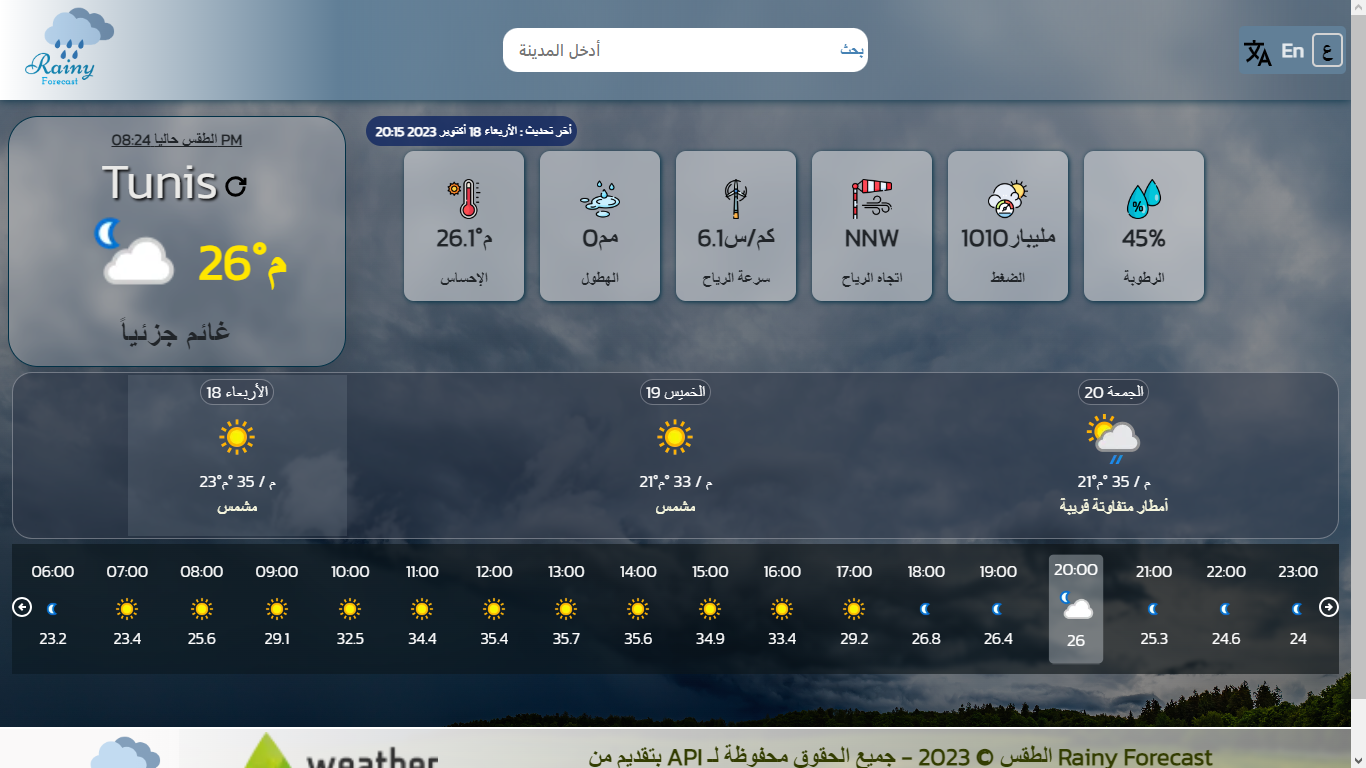 Rainy
Forecast
أدخل المدينة
بحث
En
ع
الطقس حاليا 08:24 PM
Tunis
26°م
غائم جزئياً
أخر تحديث : الأربعاء 18 أكتوبر 2023 20:15
26.1°م
الإحساس
0مم
الهطول
6.1كم/س
سرعة الرياح
NNW
اتجاه الرياح
1010مليبار
الضغط
45%
الرطوبة
الأربعاء 18
23°م / 35 °م
مشمس
الخميس 19
21°م / 33 °م
مشمس
الجمعة 20
21°م / 35 °م
أمطار متفاوتة قريبة
06:00 07:00 08:00 09:00 10:00 11:00 12:00 13:00 14:00 15:00 16:00 17:00 18:00 19:00 20:00 21:00 22:00 23:00
23.2 23.4 25.6 29.1 32.5 34.4 35.4 35.7 35.6 34.9 33.4 29.2 26.8 26.4 26 25.3 24.6 24
weather
Rainy Forecast الطقس © 2023 - جميع الحقوق محفوظة لـ API بتقديم من